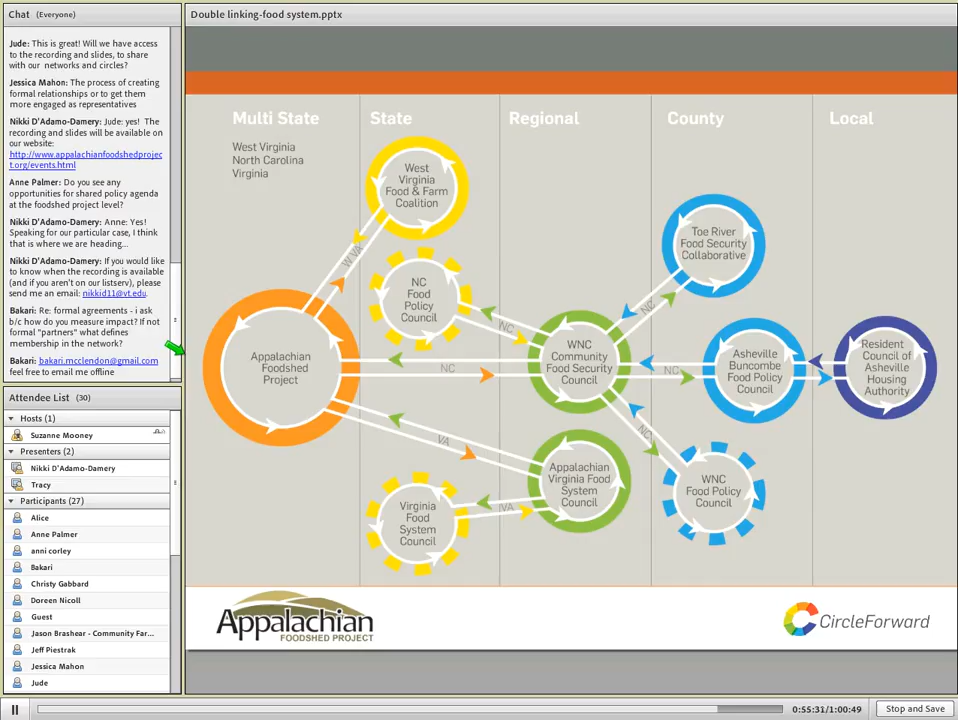 Chat (Everyone)
Jude: This is great! Will we have access
to the recording and slides, to share
with our networks and circles?
Jessica Mahon: The process of creating
formal relationships or to get them
more engaged as representatives
Nikki D'Adamo-Damery: Jude: yes! The
recording and slides will be available on
our website:
http://www.appalachianfoodshedprojec
t.org/events.html
Anne Palmer: Do you see any
opportunities for shared policy agenda
at the foodshed project level?
Nikki D'Adamo-Damery: Anne: Yes!
Speaking for our particular case, I think
that is where we are heading...
Nikki D'Adamo-Damery: If you would like
to know when the recording is available
(and if you aren't on our listserv), please
send me an email: nikkid11@vt.edu.
Bakari: Re: formal agreements - i ask
b/c how do you measure impact? If not
formal "partners" what defines
membership in the network?
Bakari: bakari.mcclendon@gmail.com
feel free to email me offline
Attendee List (30)
Hosts (1)
Suzanne Mooney
Presenters (2)
Nikki D'Adamo-Damery
Tracy
Participants (27)
Alice
Anne Palmer
anni corley
Bakari
Christy Gabbard
Doreen Nicoll
Guest
Jason Brashear - Community Far...
Jeff Piestrak
Jessica Mahon
Jude
Double linking-food system.pptx
Multi State
State
Regional
County
Local
West Virginia
North Carolina
Virginia
West
Virginia
Food & Farm
Coalition
W VA
NC
Food
Policy
Council
NC
Appalachian
Foodshed
Project
NC
WNC
Community
Food Security
Council
NC
Toe River
Food Security
Collaborative
NC
Asheville
Buncombe
Food Policy
Council
Resident
Council of
Asheville
Housing
Authority
VA
NC
Appalachian
Virginia Food
System
Council
WNC
Food Policy
Council
Virginia
Food
System
Council
IVA
Appalachian
FOODSHED PROJECT
CircleForward
0:55:31/1:00:49
Stop and Save